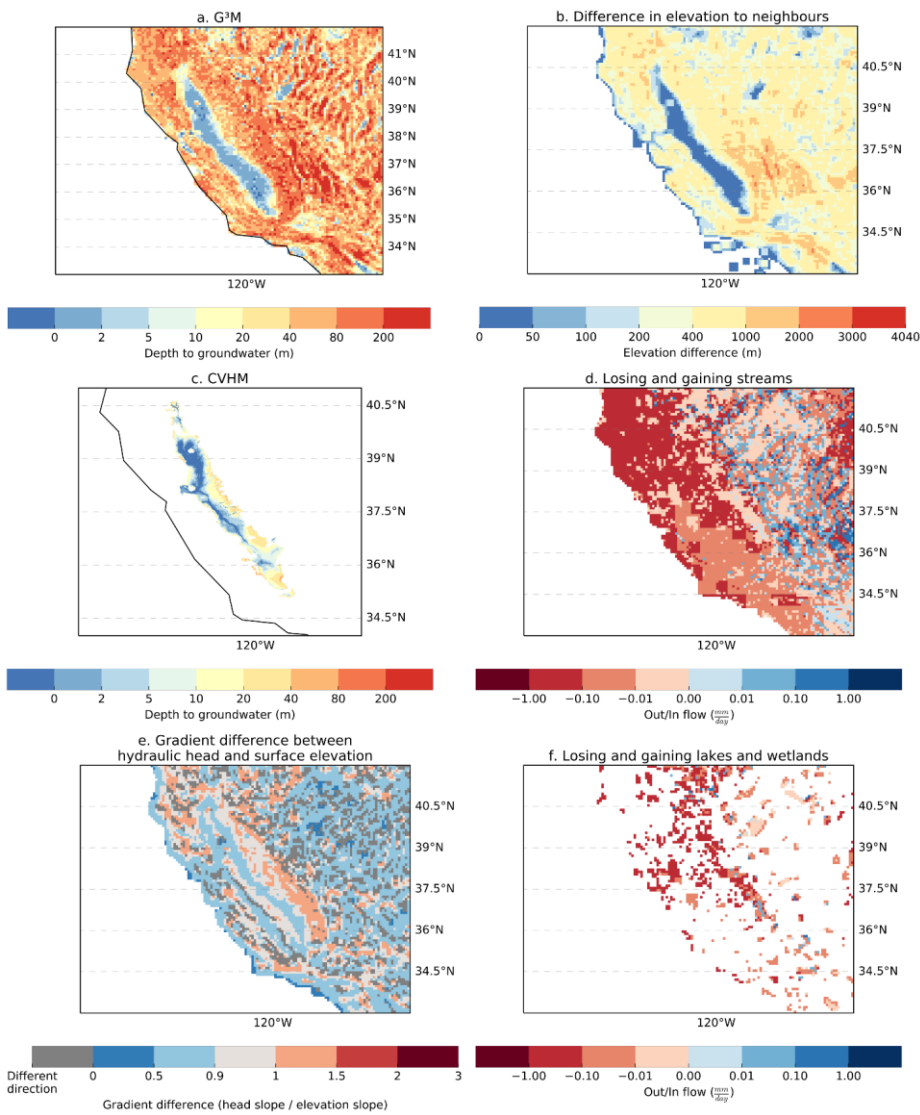 a. G³M
41°N
40°N
39°N
38°N
37°N
36°N
35°N
34°N
120°W
0 2 5 10 20 40 80 200
Depth to groundwater (m)
b. Difference in elevation to neighbours
40.5°N
39°N
37.5°N
36°N
34.5°N
120°W
0 50 100 200 400 1000 2000 3000 4040
Elevation difference (m)
c. CVHM
40.5°N
39°N
37.5°N
36°N
34.5°N
120°W
0 2 5 10 20 40 80 200
Depth to groundwater (m)
d. Losing and gaining streams
40.5°N
39°N
37.5°N
36°N
34.5°N
120°W
−1.00 −0.10 −0.01 0.00 0.01 0.10 1.00
Out/In flow (mm/day)
e. Gradient difference between
hydraulic head and surface elevation
40.5°N
39°N
37.5°N
36°N
34.5°N
120°W
Different
direction
0 0.5 0.9 1 1.5 2 3
Gradient difference (head slope / elevation slope)
f. Losing and gaining lakes and wetlands
40.5°N
39°N
37.5°N
36°N
34.5°N
120°W
−1.00 −0.10 −0.01 0.00 0.01 0.10 1.00
Out/In flow (mm/day)